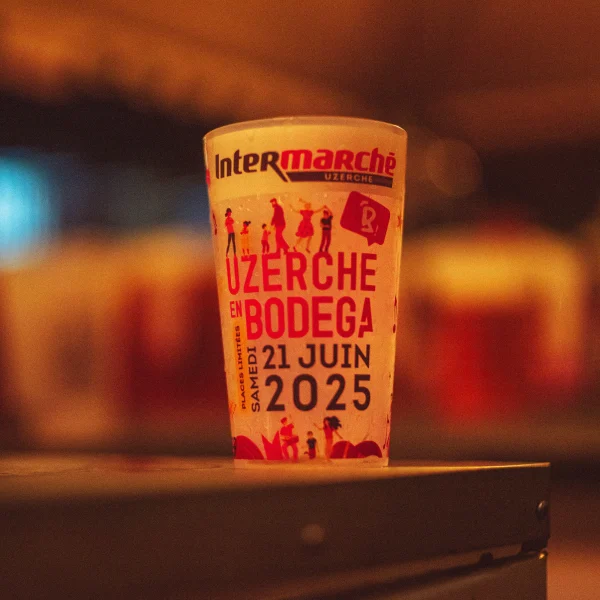 Intermarché
UZERCHE
UZERCHE
EN BODEGA
PLACES LIMITÉES
SAMEDI
21 JUIN
2025